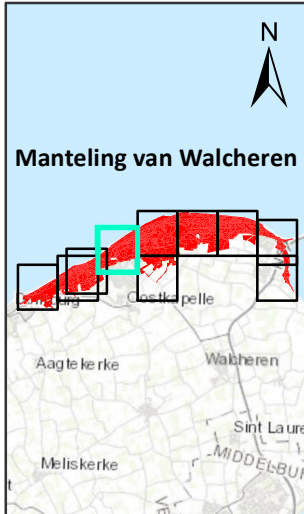 N
Manteling van Walcheren
Oostkapelle
Aagtekerke
Walcheren
Sint Laure
MIDDELBU
Meliskerke
t